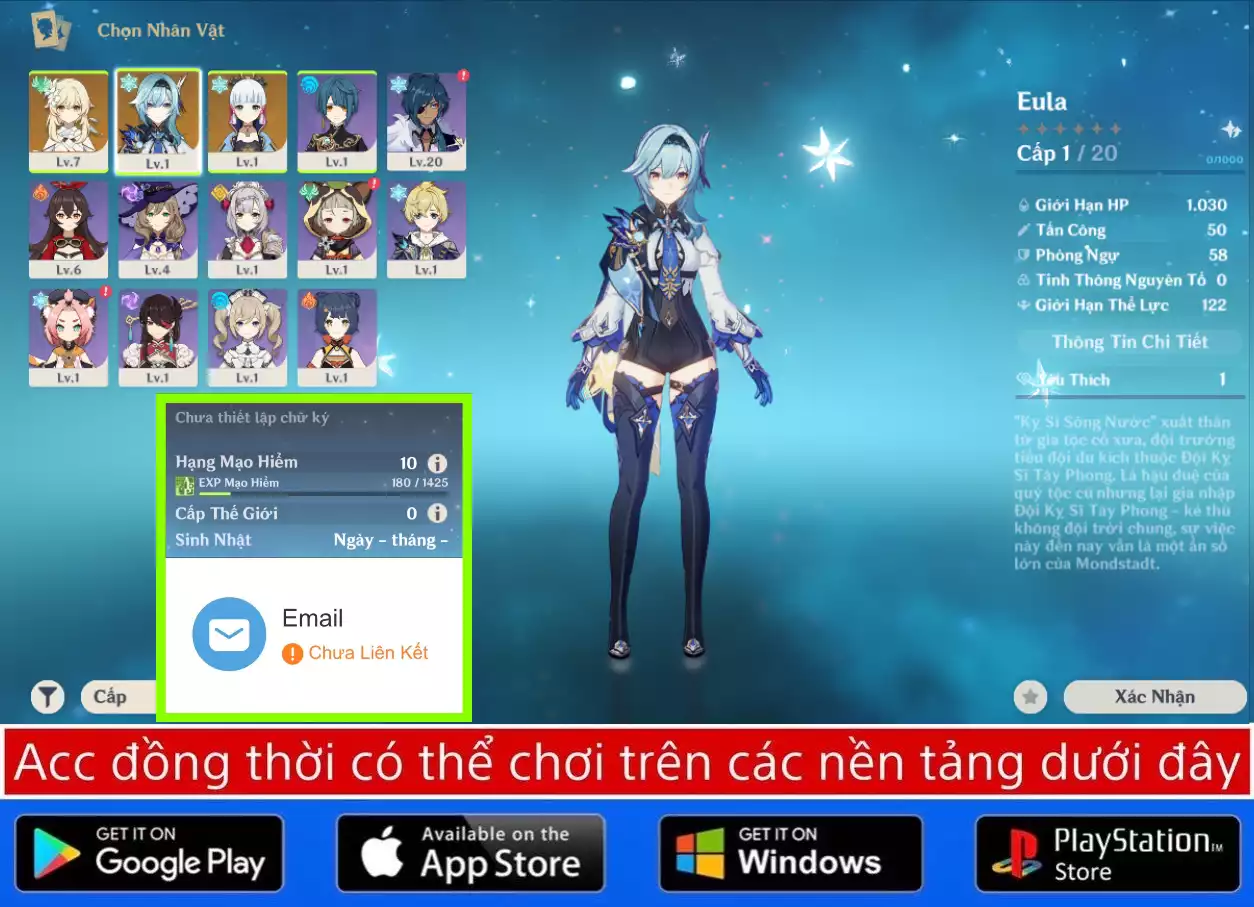 Chọn Nhân Vật
Lv.7
Lv.1
Lv.1
Lv.1
Lv.20
Lv.6
Lv.4
Lv.1
Lv.1
Lv.1
Lv.1
Lv.1
Lv.1
Lv.1
Eula
Cấp 1 / 20
0/1000
Giới Hạn HP 1.030
Tấn Công 50
Phòng Ngự 58
Tinh Thông Nguyên Tố 0
Giới Hạn Thể Lực 122
Thông Tin Chi Tiết
Yêu Thích 1
"Kỵ Sĩ Sóng Nước" xuất thân
từ gia tộc cổ xưa, đội trưởng
tiểu đội du kích thuộc Đội Kỵ
Sĩ Tây Phong. Là hậu duệ của
quý tộc cũ nhưng lại gia nhập
Đội Kỵ Sĩ Tây Phong - kẻ thù
không đội trời chung, sự việc
này đến nay vẫn là một ẩn số
lớn của Mondstadt.
Chưa thiết lập chữ ký
Hạng Mạo Hiểm 10
EXP Mạo Hiểm 180 / 1425
Cấp Thế Giới 0
Sinh Nhật Ngày - tháng -
Email
Chưa Liên Kết
Cấp
Xác Nhận
Acc đồng thời có thể chơi trên các nền tảng dưới đây
GET IT ON
Google Play
Available on the
App Store
GET IT ON
Windows
PlayStation™
Store